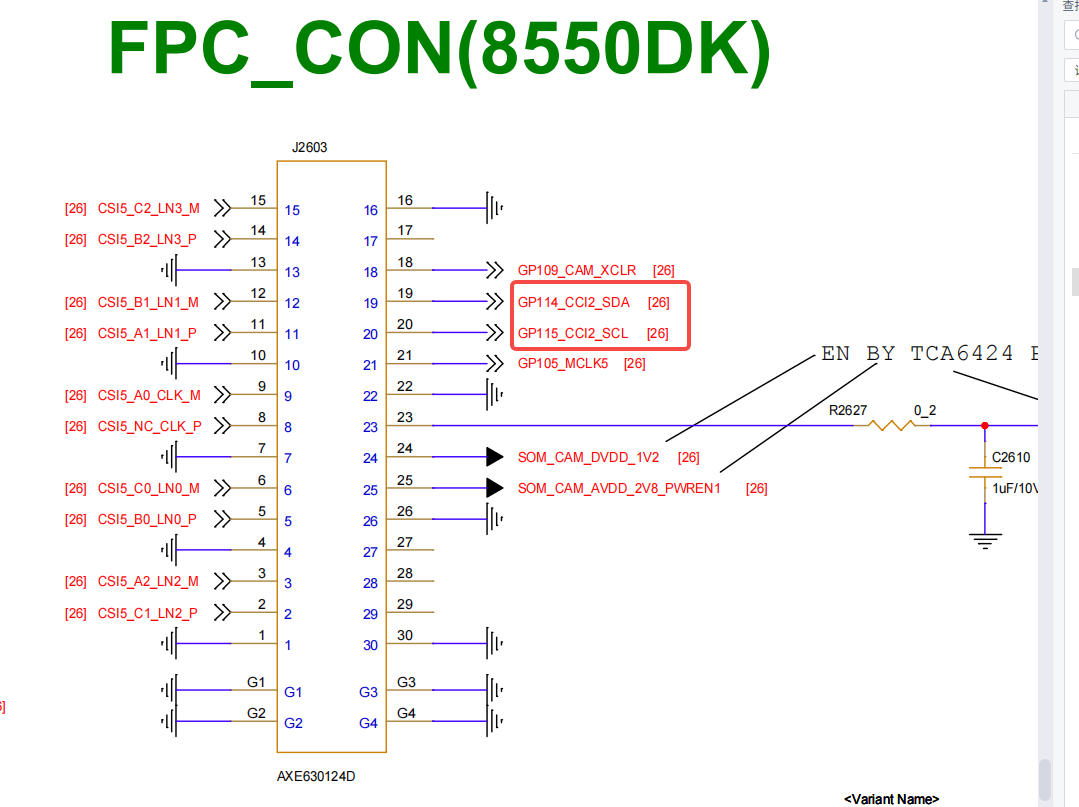 FPC_CON(8550DK)
J2603
[26] CSI5_C2_LN3_M 15 15 16 16
[26] CSI5_B2_LN3_P 14 14 17 17
13 13 18 18 GP109_CAM_XCLR [26]
[26] CSI5_B1_LN1_M 12 12 19 19 GP114_CCI2_SDA [26]
[26] CSI5_A1_LN1_P 11 11 20 20 GP115_CCI2_SCL [26]
10 10 21 21 GP105_MCLK5 [26]
EN BY TCA6424
[26] CSI5_A0_CLK_M 9 9 22 22
[26] CSI5_NC_CLK_P 8 8 23 23 R2627 0_2
7 7 24 24 SOM_CAM_DVDD_1V2 [26] C2610
[26] CSI5_C0_LN0_M 6 6 25 25 SOM_CAM_AVDD_2V8_PWREN1 [26] 1uF/10V
[26] CSI5_B0_LN0_P 5 5 26 26
4 4 27 27
[26] CSI5_A2_LN2_M 3 3 28 28
[26] CSI5_C1_LN2_P 2 2 29 29
1 1 30 30
G1 G1 G3 G3
G2 G2 G4 G4
AXE630124D
<Variant Name>